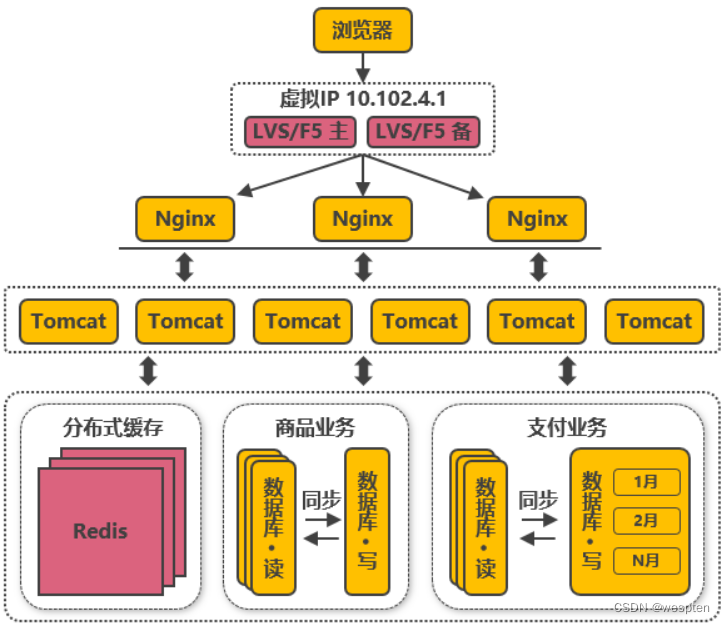 浏览器
虚拟IP 10.102.4.1
LVS/F5 主
LVS/F5 备
Nginx
Nginx
Nginx
Tomcat
Tomcat
Tomcat
Tomcat
Tomcat
Tomcat
分布式缓存
Redis
商品业务
数据库·读
同步
数据库·写
支付业务
数据库·读
同步
数据库·写
1月
2月
N月
CSDN @wespten